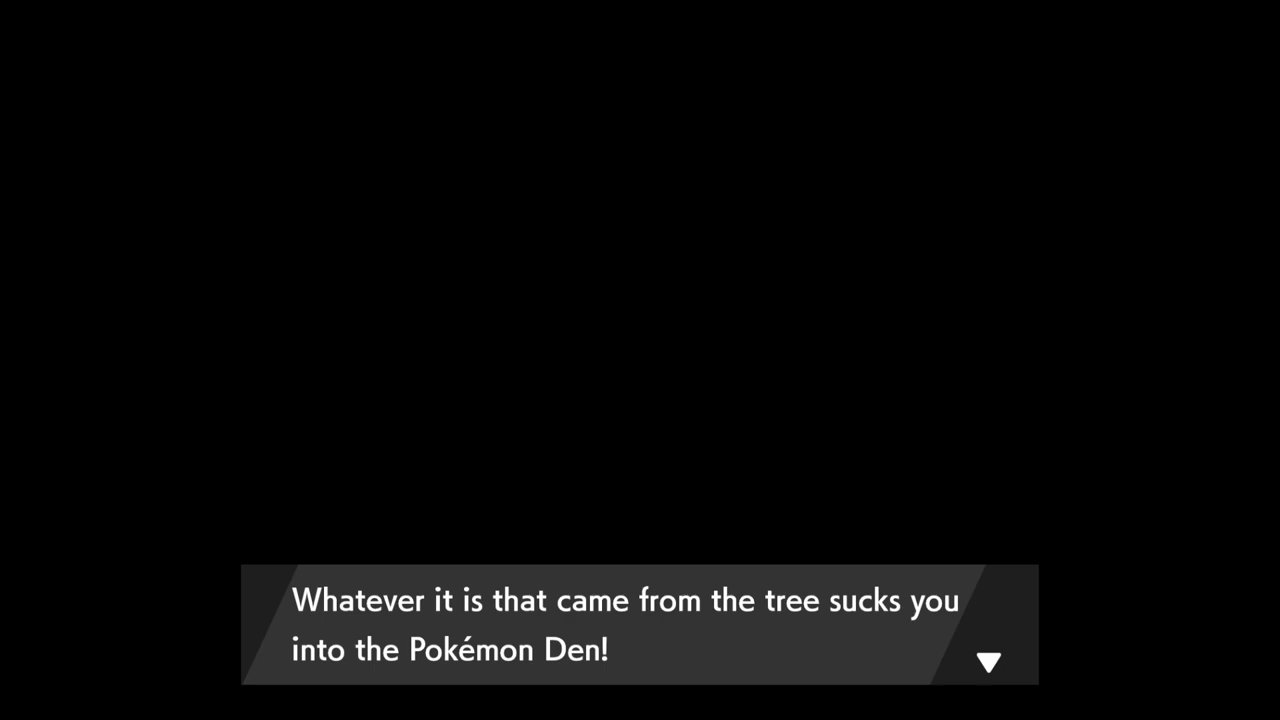 Whatever it is that came from the tree sucks you
into the Pokémon Den!